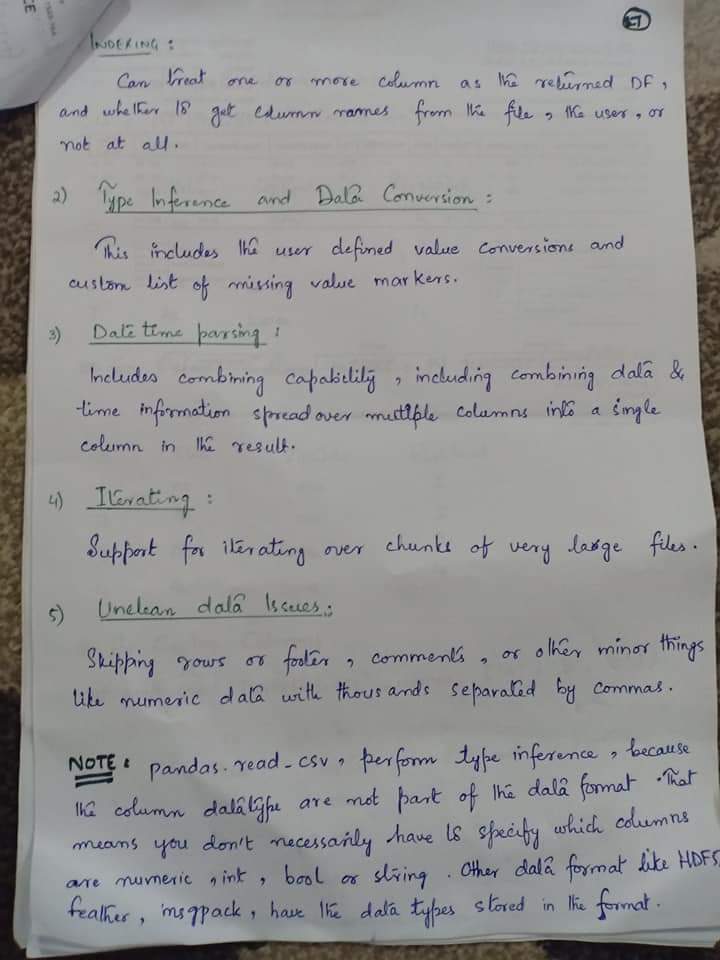 7
INDEXING :
Can treat one or more column as the returned DF,
and whether to get column names from the file, the user, or
not at all.
2) Type Inference and Data Conversion :
This includes the user defined value conversions and
custom list of missing value markers.
3) Date time parsing :
Includes combining capability, including combining data &
time information spread over multiple columns into a single
column in the result.
4) Iterating :
Support for iterating over chunks of very large files.
5) Unclean data Issues :
Skipping rows or footer, comments, or other minor things
like numeric data with thousands separated by commas.
NOTE : pandas.read_csv, perform type inference, because
the column datatype are not part of the data format. That
means you don't necessarily have to specify which columns
are numeric, int, bool or string. Other data format like HDFS,
feather, msgpack, have the data types stored in the format.